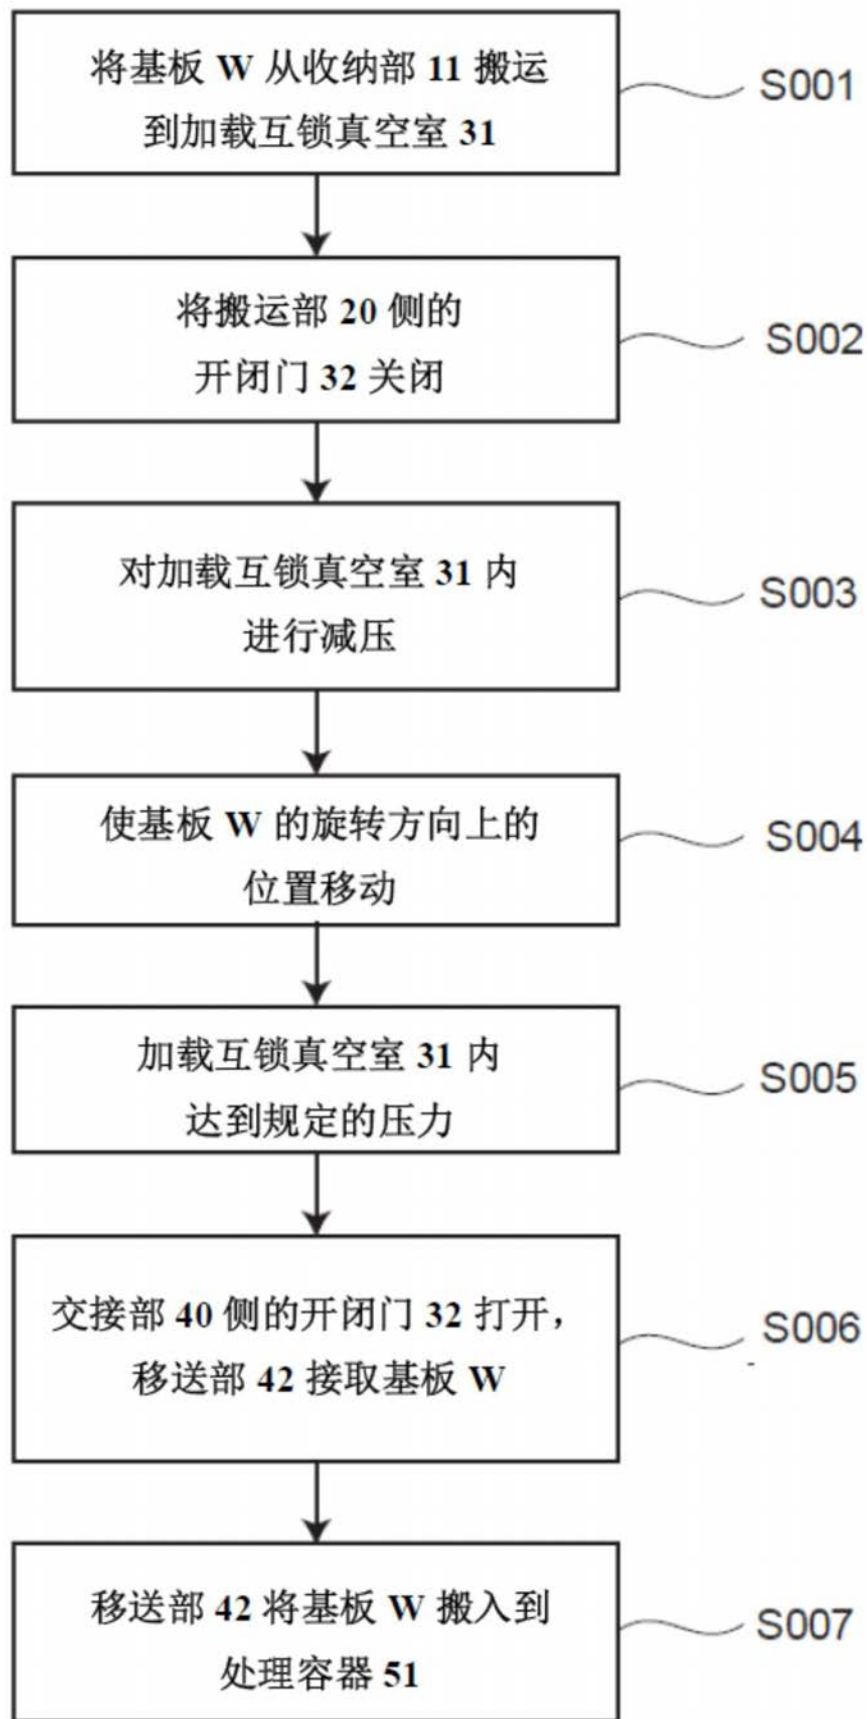 将基板 W 从收纳部 11 搬运
到加载互锁真空室 31
S001
将搬运部 20 侧的
开闭门 32 关闭
S002
对加载互锁真空室 31 内
进行减压
S003
使基板 W 的旋转方向上的
位置移动
S004
加载互锁真空室 31 内
达到规定的压力
S005
交接部 40 侧的开闭门 32 打开，
移送部 42 接取基板 W
S006
移送部 42 将基板 W 搬入到
处理容器 51
S007